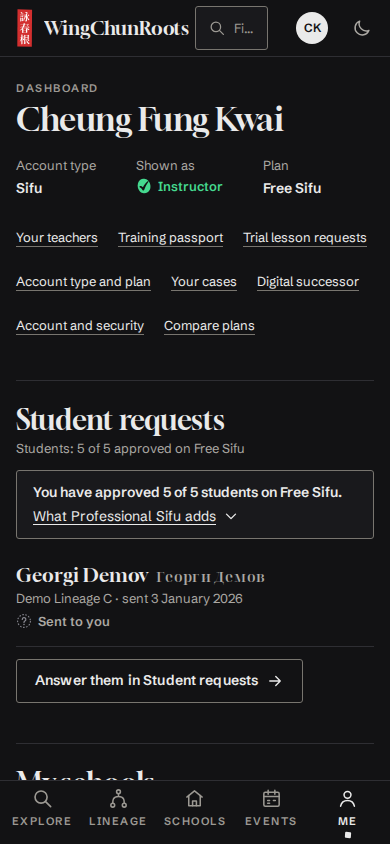 詠春根
WingChunRoots
Fi...
CK
DASHBOARD
Cheung Fung Kwai
Account type
Shown as
Plan
Sifu
Instructor
Free Sifu
Your teachers
Training passport
Trial lesson requests
Account type and plan
Your cases
Digital successor
Account and security
Compare plans
Student requests
Students: 5 of 5 approved on Free Sifu
You have approved 5 of 5 students on Free Sifu.
What Professional Sifu adds
Georgi Demov Георги Демов
Demo Lineage C · sent 3 January 2026
Sent to you
Answer them in Student requests
My schools
EXPLORE
LINEAGE
SCHOOLS
EVENTS
ME